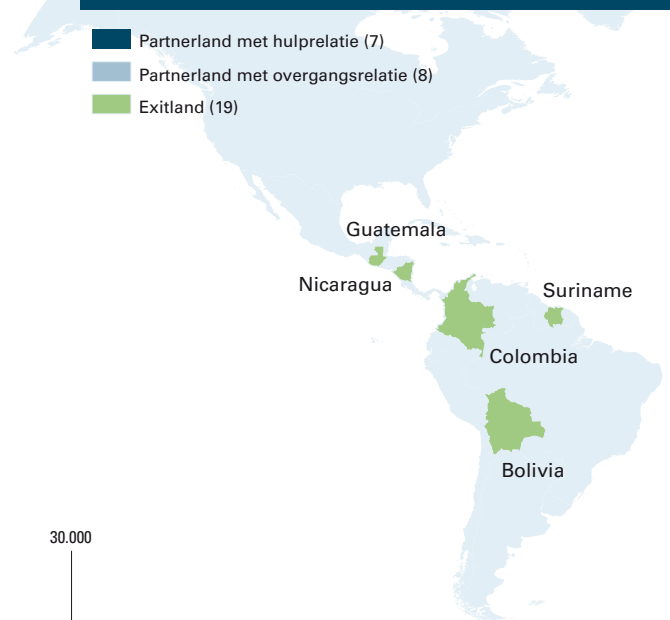 Partnerland met hulprelatie (7)
Partnerland met overgangsrelatie (8)
Exitland (19)
Guatemala
Nicaragua
Suriname
Colombia
Bolivia
30.000